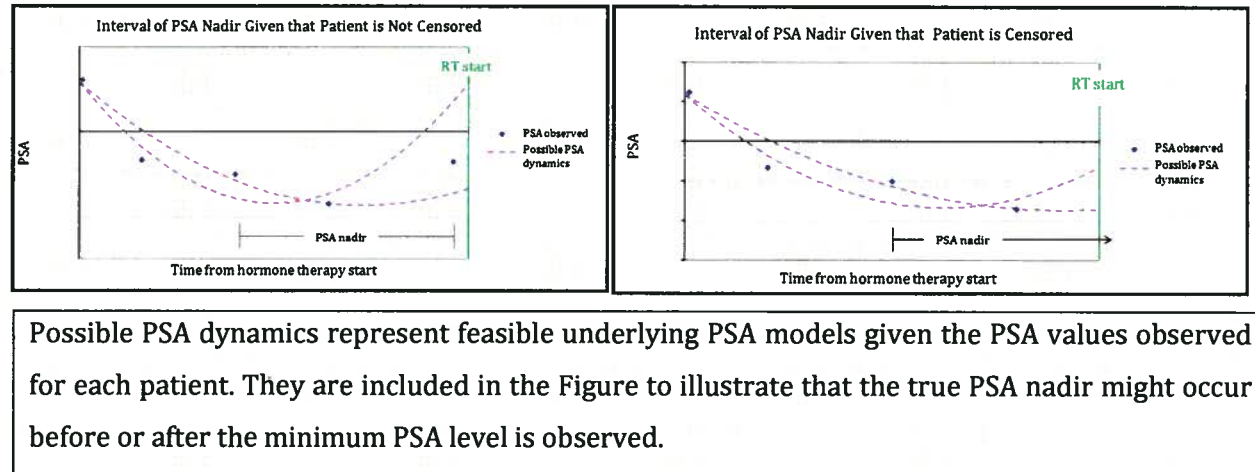 Interval of PSA Nadir Given that Patient is Not Censored
RT start
PSA
PSA observed
Possible PSA
dynamics
PSA nadir
Time from hormone therapy start
Interval of PSA Nadir Given that Patient is Censored
RT start
PSA
PSA observed
Possible PSA
dynamics
PSA nadir
Time from hormone therapy start
Possible PSA dynamics represent feasible underlying PSA models given the PSA values observed
for each patient. They are included in the Figure to illustrate that the true PSA nadir might occur
before or after the minimum PSA level is observed.